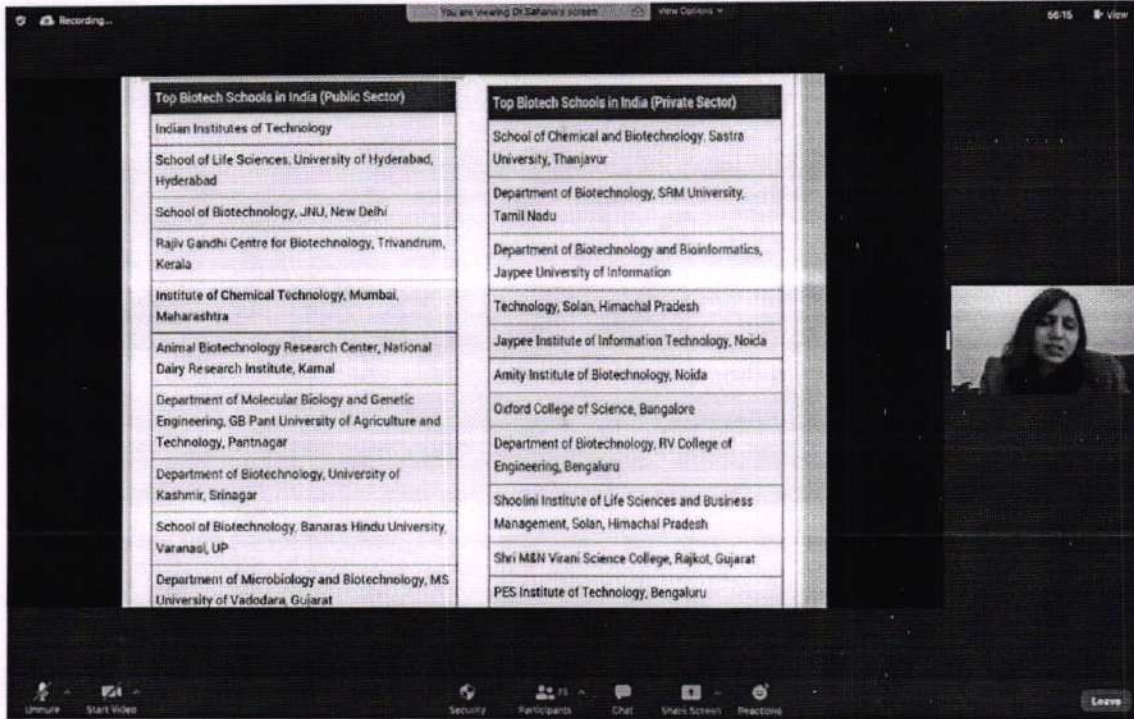 Recording...
You are viewing Dr Sahana's screen
View Options
56:15
View
Top Biotech Schools in India (Public Sector)
Indian Institutes of Technology
School of Life Sciences, University of Hyderabad,
Hyderabad
School of Biotechnology, JNU, New Delhi
Rajiv Gandhi Centre for Biotechnology, Trivandrum,
Kerala
Institute of Chemical Technology, Mumbai,
Maharashtra
Animal Biotechnology Research Center, National
Dairy Research Institute, Karnal
Department of Molecular Biology and Genetic
Engineering, GB Pant University of Agriculture and
Technology, Pantnagar
Department of Biotechnology, University of
Kashmir, Srinagar
School of Biotechnology, Banaras Hindu University,
Varanasi, UP
Department of Microbiology and Biotechnology, MS
University of Vadodara, Gujarat
Top Biotech Schools in India (Private Sector)
School of Chemical and Biotechnology, Sastra
University, Thanjavur
Department of Biotechnology, SRM University,
Tamil Nadu
Department of Biotechnology and Bioinformatics,
Jaypee University of Information
Technology, Solan, Himachal Pradesh
Jaypee Institute of Information Technology, Noida
Amity Institute of Biotechnology, Noida
Oxford College of Science, Bangalore
Department of Biotechnology, RV College of
Engineering, Bengaluru
Shoolini Institute of Life Sciences and Business
Management, Solan, Himachal Pradesh
Shri M&N Virani Science College, Rajkot, Gujarat
PES Institute of Technology, Bengaluru
Unmute
Start Video
Security
Participants
Chat
Share Screen
Reactions
Leave